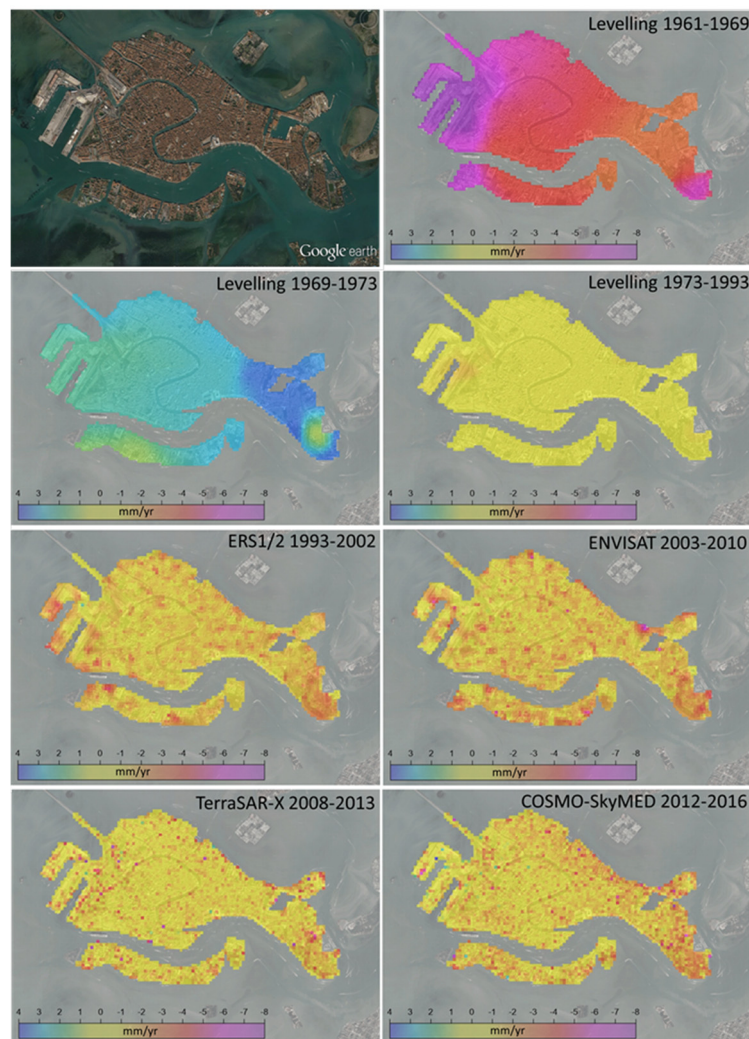 Google earth
Levelling 1961-1969
4 3 2 1 0 -1 -2 -3 -4 -5 -6 -7 -8
mm/yr
Levelling 1969-1973
4 3 2 1 0 -1 -2 -3 -4 -5 -6 -7 -8
mm/yr
Levelling 1973-1993
4 3 2 1 0 -1 -2 -3 -4 -5 -6 -7 -8
mm/yr
ERS1/2 1993-2002
4 3 2 1 0 -1 -2 -3 -4 -5 -6 -7 -8
mm/yr
ENVISAT 2003-2010
4 3 2 1 0 -1 -2 -3 -4 -5 -6 -7 -8
mm/yr
TerraSAR-X 2008-2013
4 3 2 1 0 -1 -2 -3 -4 -5 -6 -7 -8
mm/yr
COSMO-SkyMED 2012-2016
4 3 2 1 0 -1 -2 -3 -4 -5 -6 -7 -8
mm/yr